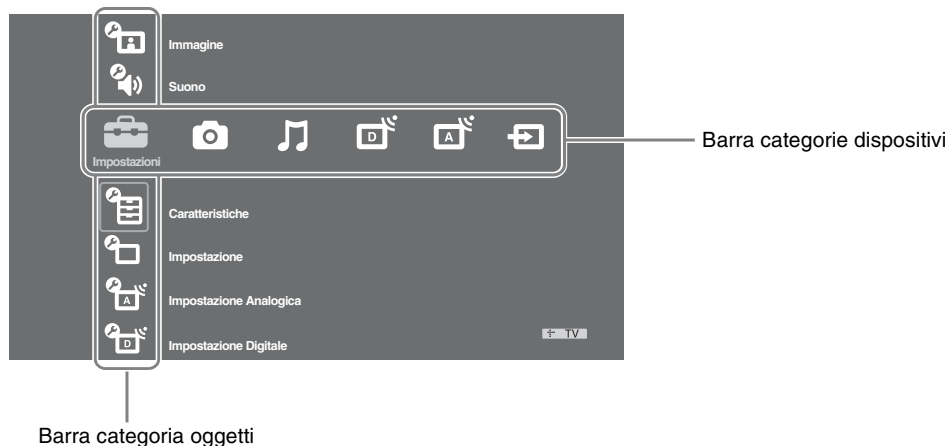 Immagine
Suono
D
A
Impostazioni
Barra categorie dispositivi
Caratteristiche
Impostazione
A
Impostazione Analogica
D
Impostazione Digitale
÷ TV
Barra categoria oggetti